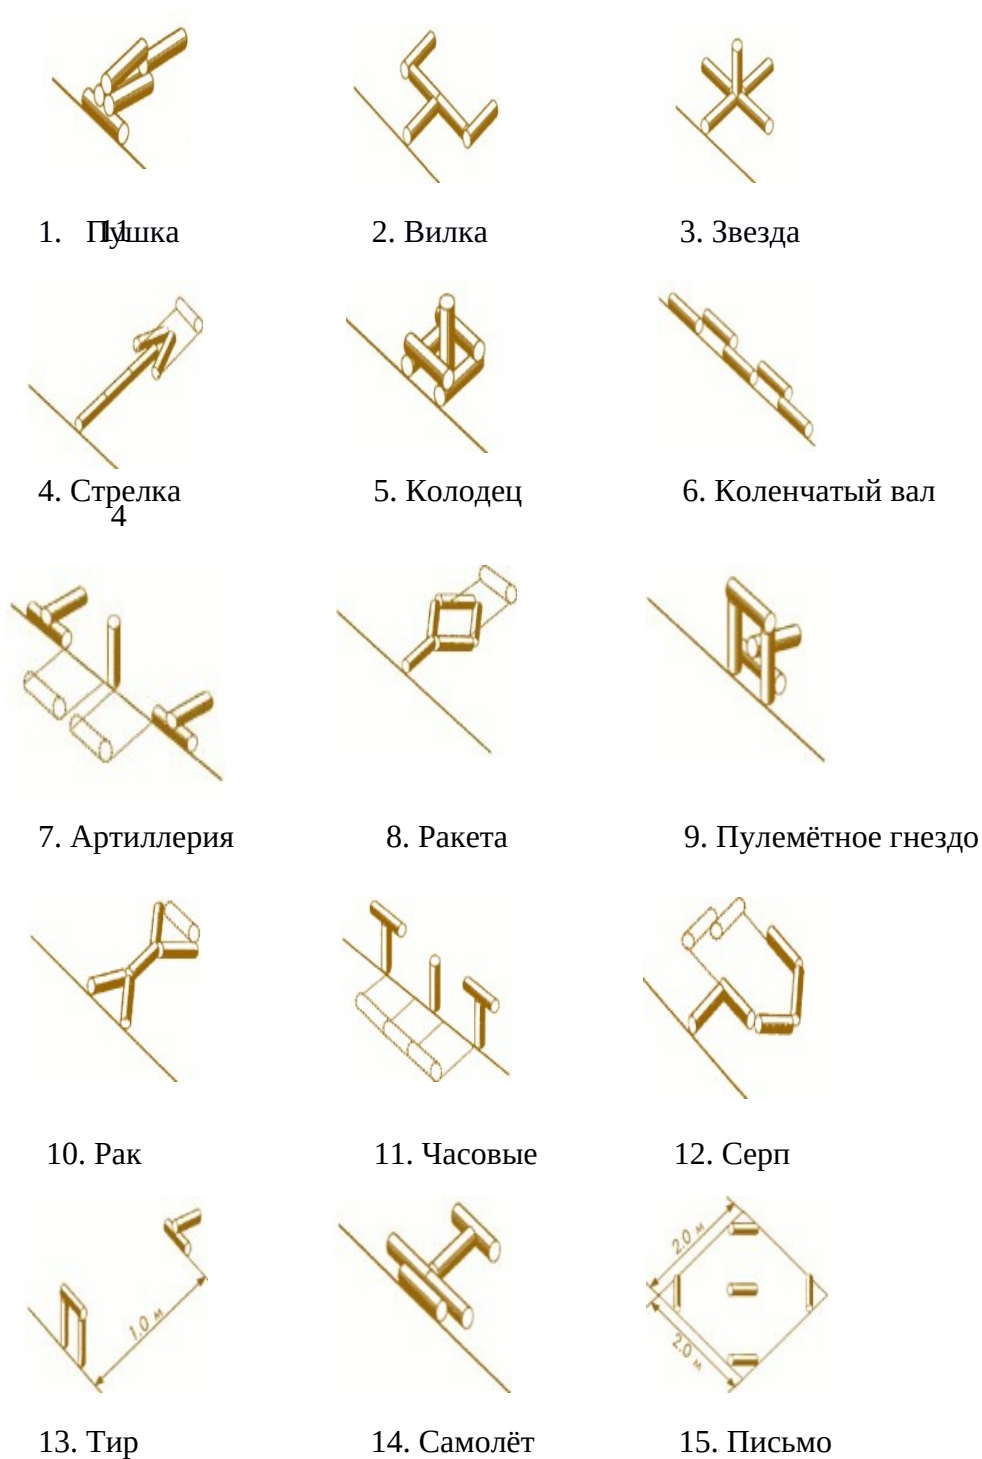 1. Пушка 11
2. Вилка
3. Звезда
4. Стрелка
4
5. Колодец
6. Коленчатый вал
7. Артиллерия
8. Ракета
9. Пулемётное гнездо
10. Рак
11. Часовые
12. Серп
1,0 м
2.0 м
2.0 м
13. Тир
14. Самолёт
15. Письмо